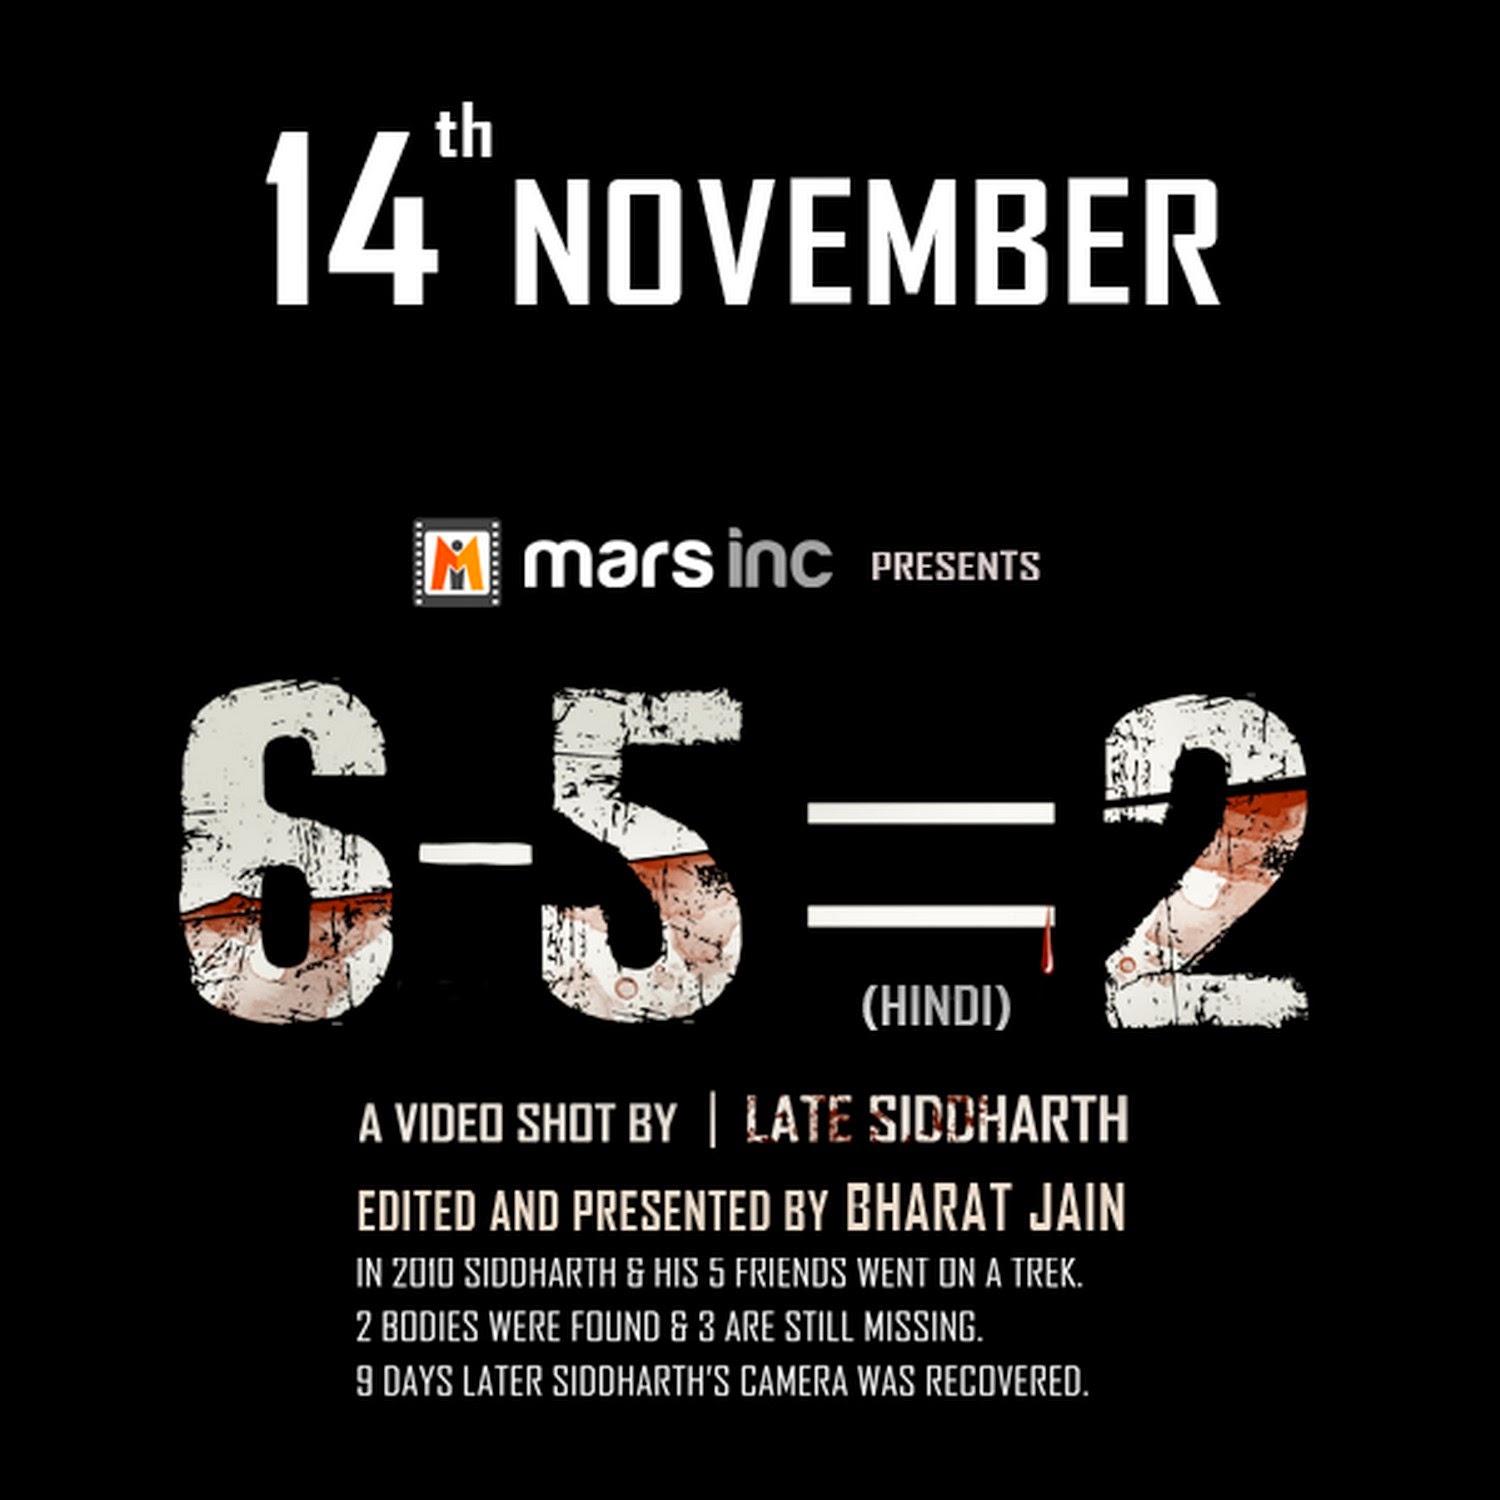 14th NOVEMBER
mars inc PRESENTS
6-5=2
(HINDI)
A VIDEO SHOT BY | LATE SIDDHARTH
EDITED AND PRESENTED BY BHARAT JAIN
IN 2010 SIDDHARTH & HIS 5 FRIENDS WENT ON A TREK.
2 BODIES WERE FOUND & 3 ARE STILL MISSING.
9 DAYS LATER SIDDHARTH'S CAMERA WAS RECOVERED.